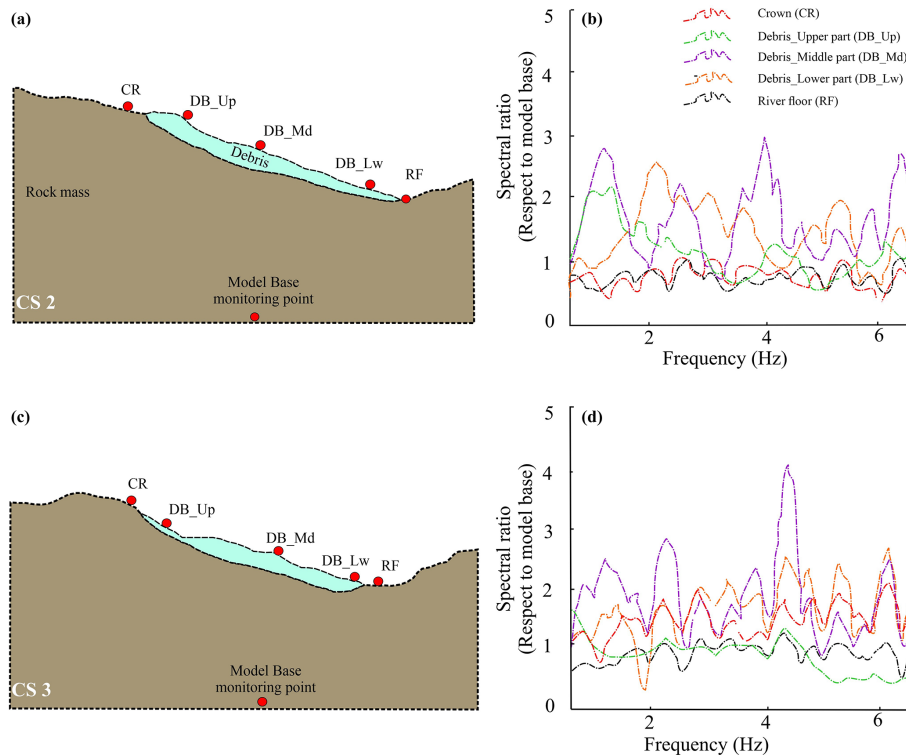 (a)
CR
DB_Up
DB_Md
Debris
DB_Lw
RF
Rock mass
Model Base
monitoring point
CS 2
(b)
Crown (CR)
Debris_Upper part (DB_Up)
Debris_Middle part (DB_Md)
Debris_Lower part (DB_Lw)
River floor (RF)
Spectral ratio
(Respect to model base)
5
4
3
2
1
0
2
4
6
Frequency (Hz)
(c)
CR
DB_Up
DB_Md
DB_Lw
RF
Model Base
monitoring point
CS 3
(d)
Spectral ratio
(Respect to model base)
5
4
3
2
1
0
2
4
6
Frequency (Hz)